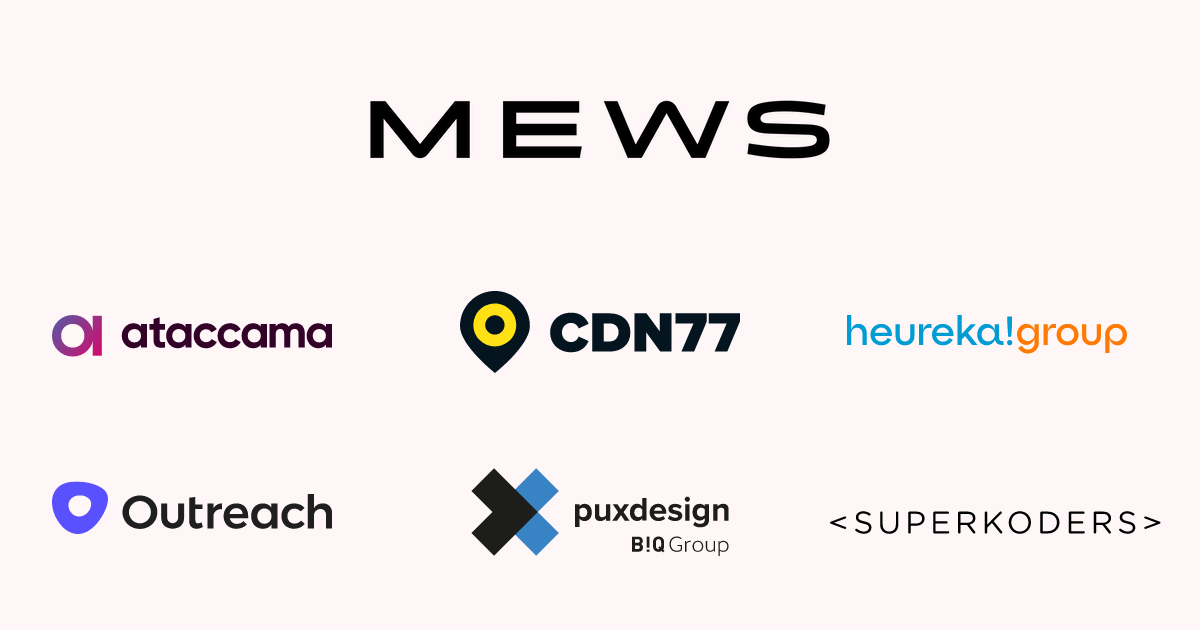 MEWS
ataccama
CDN77
heureka!group
Outreach
puxdesign
B!Q Group
<SUPERKODERS>